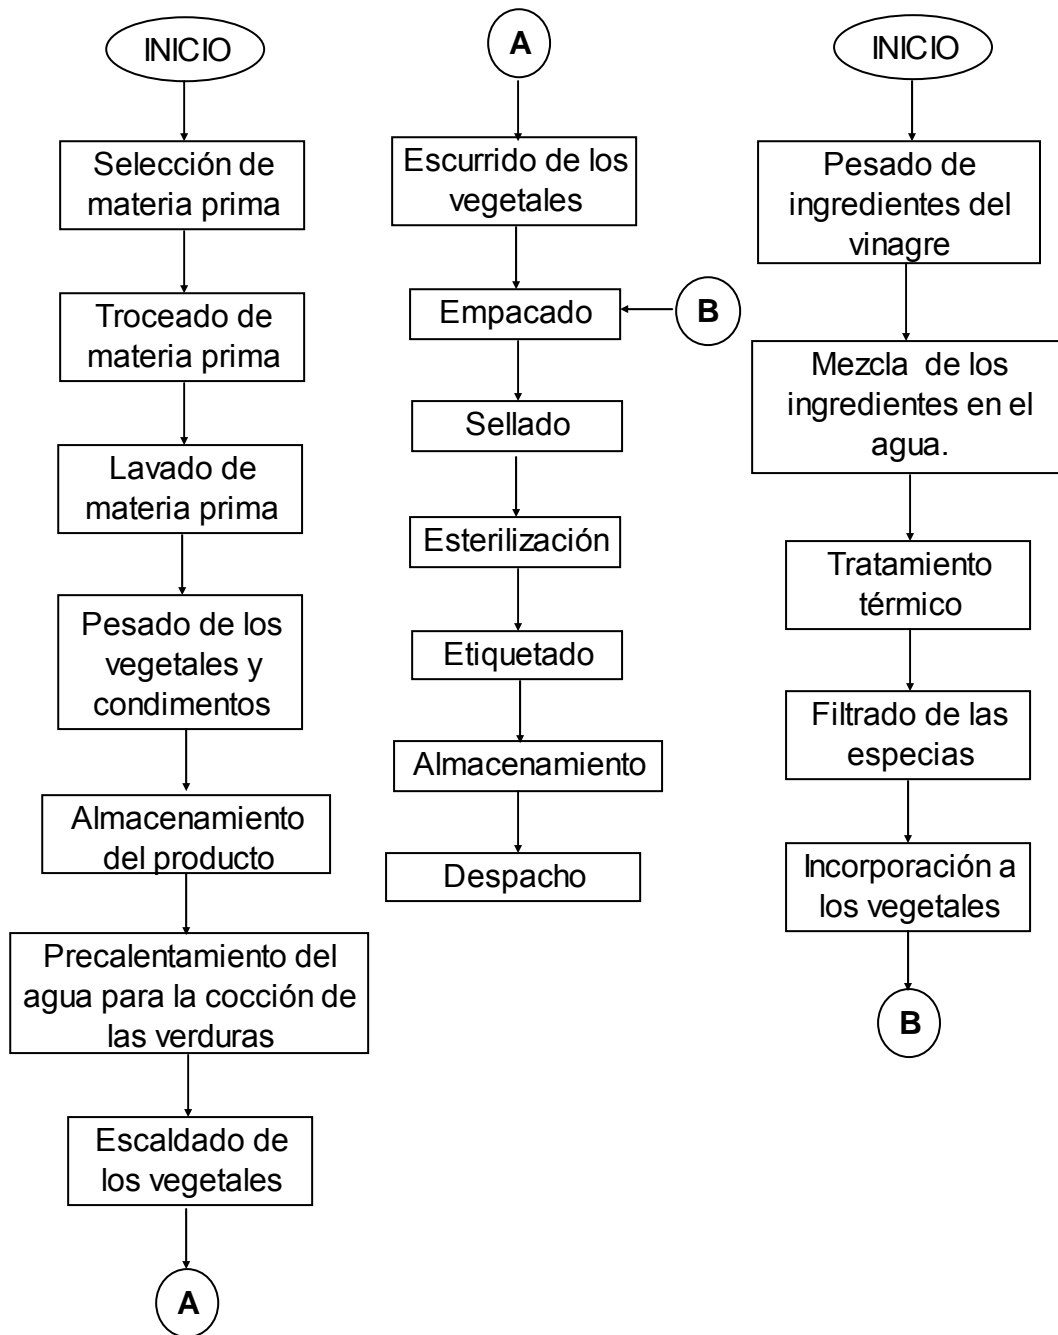 INICIO
Selección de
materia prima
Troceado de
materia prima
Lavado de
materia prima
Pesado de los
vegetales y
condimentos
Almacenamiento
del producto
Precalentamiento del
agua para la cocción de
las verduras
Escaldado de
los vegetales
A
A
Escurrido de los
vegetales
Empacado
B
Sellado
Esterilización
Etiquetado
Almacenamiento
Despacho
INICIO
Pesado de
ingredientes del
vinagre
Mezcla de los
ingredientes en el
agua.
Tratamiento
térmico
Filtrado de las
especias
Incorporación a
los vegetales
B